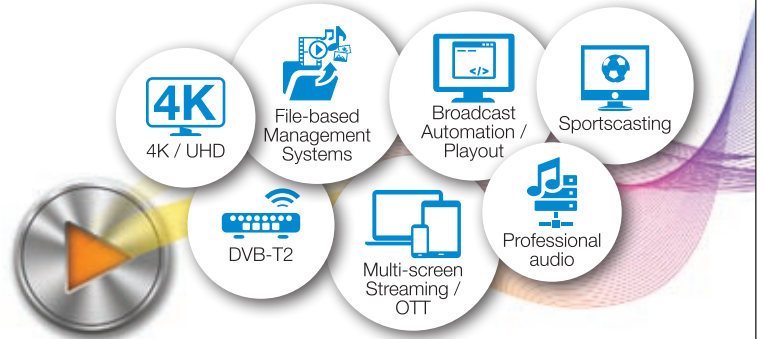 4K
4K / UHD
File-based
Management
Systems
</>
Broadcast
Automation /
Playout
Sportscasting
DVB-T2
Multi-screen
Streaming /
OTT
Professional
audio